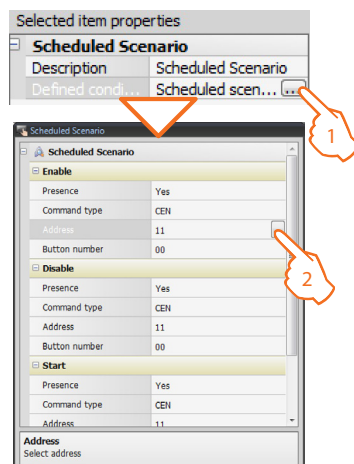 Selected item properties
Scheduled Scenario
Description Scheduled Scenario
Defined condi... Scheduled scen... ...
1
Scheduled Scenario
Scheduled Scenario
Enable
Presence Yes
Command type CEN
Address 11
Button number 00
2
Disable
Presence Yes
Command type CEN
Address 11
Button number 00
Start
Presence Yes
Command type CEN
Address 11
Address
Select address